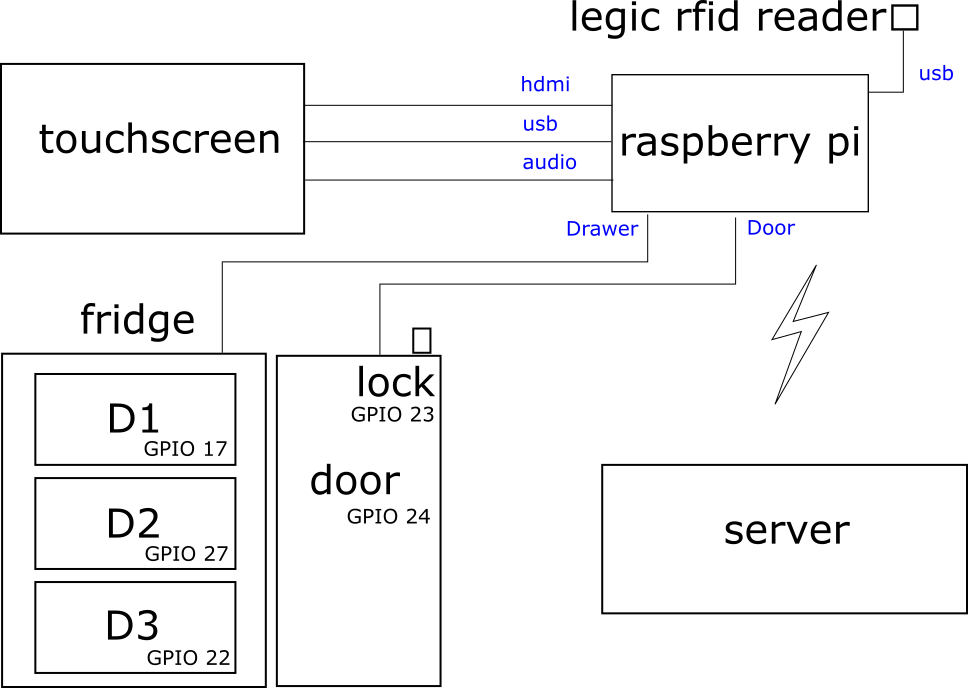 legic rfid reader
usb
hdmi
touchscreen
usb
raspberry pi
audio
Drawer
Door
fridge
lock
GPIO 23
D1
GPIO 17
door
GPIO 24
D2
GPIO 27
server
D3
GPIO 22